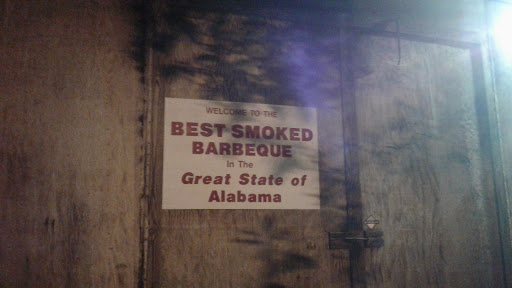 WELCOME TO THE
BEST SMOKED
BARBEQUE
In The
Great State of
Alabama